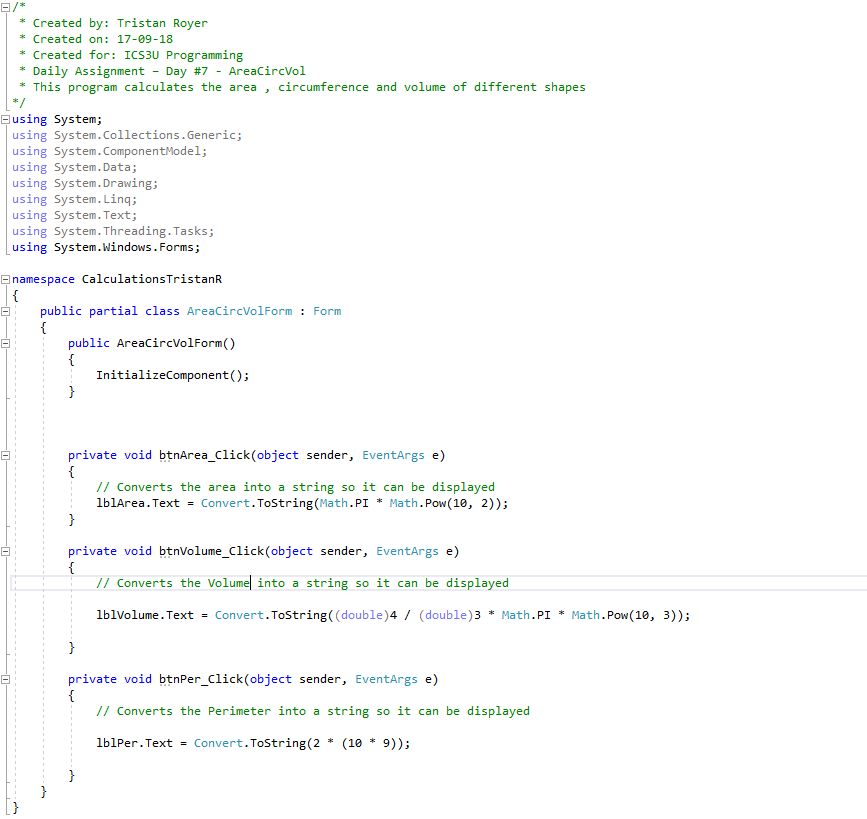 /*
 * Created by: Tristan Royer
 * Created on: 17-09-18
 * Created for: ICS3U Programming
 * Daily Assignment – Day #7 - AreaCircVol
 * This program calculates the area , circumference and volume of different shapes
*/
using System;
using System.Collections.Generic;
using System.ComponentModel;
using System.Data;
using System.Drawing;
using System.Linq;
using System.Text;
using System.Threading.Tasks;
using System.Windows.Forms;

namespace CalculationsTristanR
{
    public partial class AreaCircVolForm : Form
    {
        public AreaCircVolForm()
        {
            InitializeComponent();
        }

        private void btnArea_Click(object sender, EventArgs e)
        {
            // Converts the area into a string so it can be displayed
            lblArea.Text = Convert.ToString(Math.PI * Math.Pow(10, 2));
        }

        private void btnVolume_Click(object sender, EventArgs e)
        {
            // Converts the Volume into a string so it can be displayed

            lblVolume.Text = Convert.ToString((double)4 / (double)3 * Math.PI * Math.Pow(10, 3));

        }

        private void btnPer_Click(object sender, EventArgs e)
        {
            // Converts the Perimeter into a string so it can be displayed

            lblPer.Text = Convert.ToString(2 * (10 * 9));

        }
    }
}